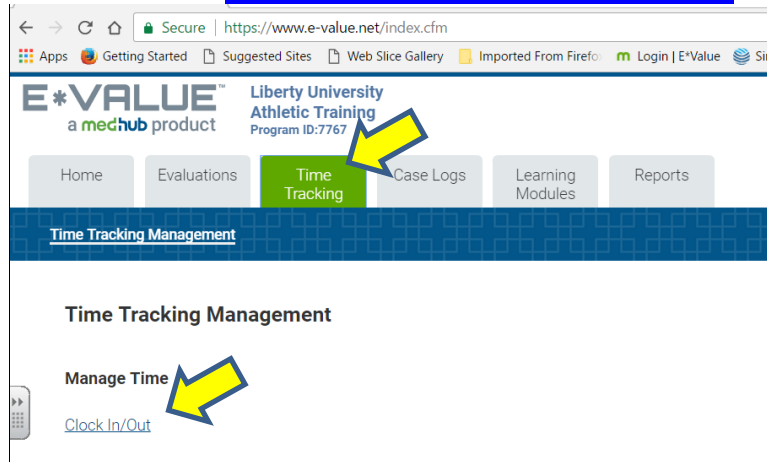 Secure | https://www.e-value.net/index.cfm
Apps Getting Started Suggested Sites Web Slice Gallery Imported From Firefo Login | E*Value Sir
E*VALUE™ Liberty University
Athletic Training
a medhub product Program ID:7767
Home Evaluations Time Tracking Case Logs Learning Modules Reports
Time Tracking Management
Time Tracking Management
Manage Time
Clock In/Out